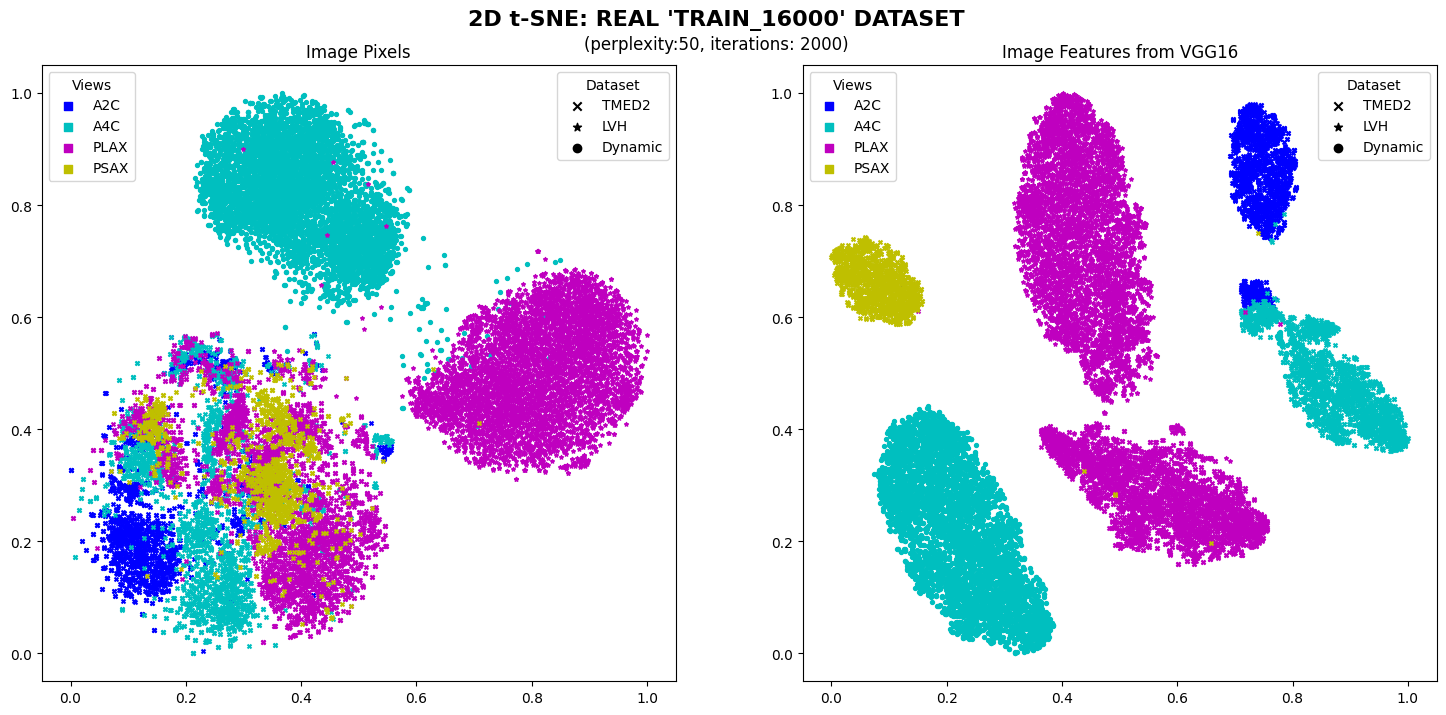 2D t-SNE: REAL 'TRAIN_16000' DATASET
(perplexity:50, iterations: 2000)
Image Pixels
Views
A2C
A4C
PLAX
PSAX
Dataset
TMED2
LVH
Dynamic
1.0
0.8
0.6
0.4
0.2
0.0
0.0 0.2 0.4 0.6 0.8 1.0
Image Features from VGG16
Views
A2C
A4C
PLAX
PSAX
Dataset
TMED2
LVH
Dynamic
1.0
0.8
0.6
0.4
0.2
0.0
0.0 0.2 0.4 0.6 0.8 1.0